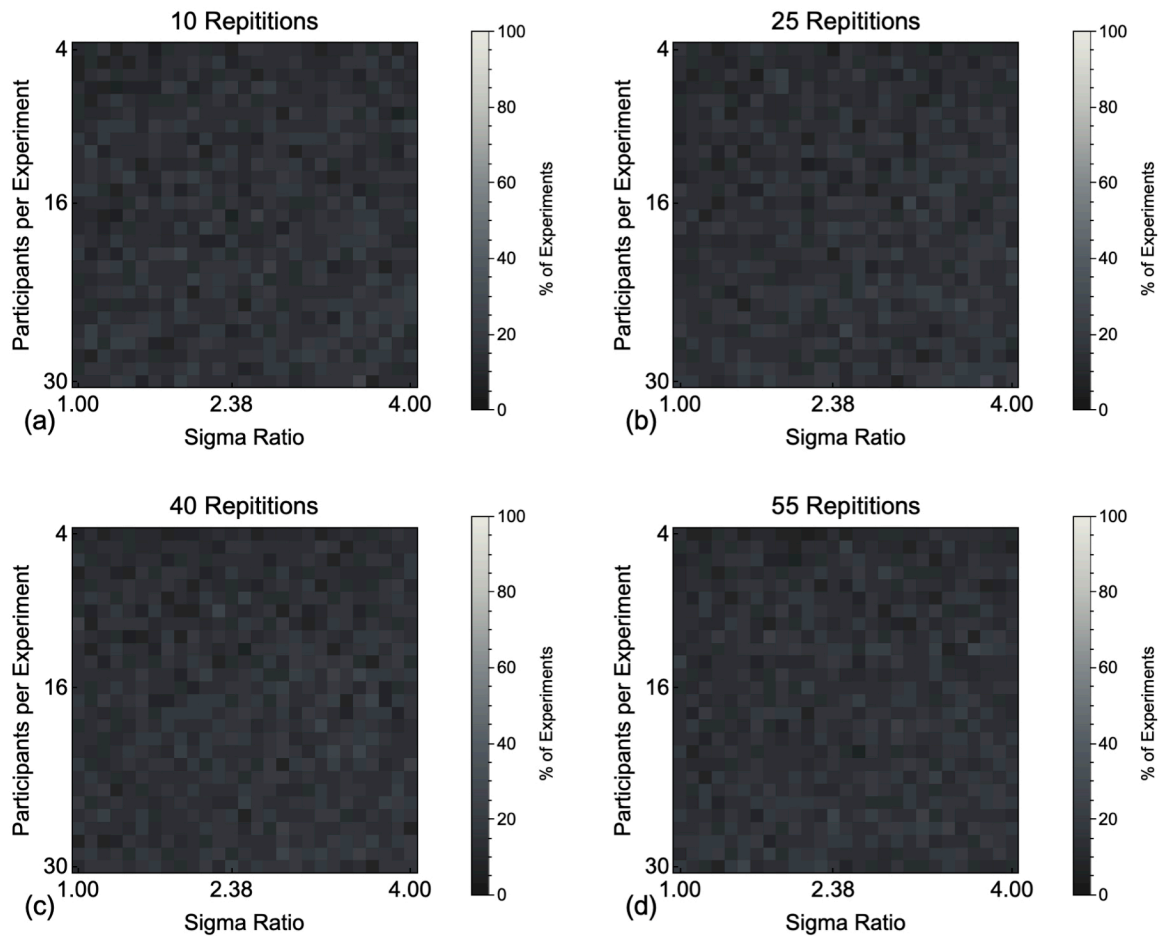 10 Repititions
25 Repititions
Participants per Experiment
4
16
30
1.00 2.38 4.00
Sigma Ratio
(a)
100
80
60
40
20
0
% of Experiments
Participants per Experiment
4
16
30
1.00 2.38 4.00
Sigma Ratio
(b)
100
80
60
40
20
0
% of Experiments
40 Repititions
55 Repititions
Participants per Experiment
4
16
30
1.00 2.38 4.00
Sigma Ratio
(c)
100
80
60
40
20
0
% of Experiments
Participants per Experiment
4
16
30
1.00 2.38 4.00
Sigma Ratio
(d)
100
80
60
40
20
0
% of Experiments